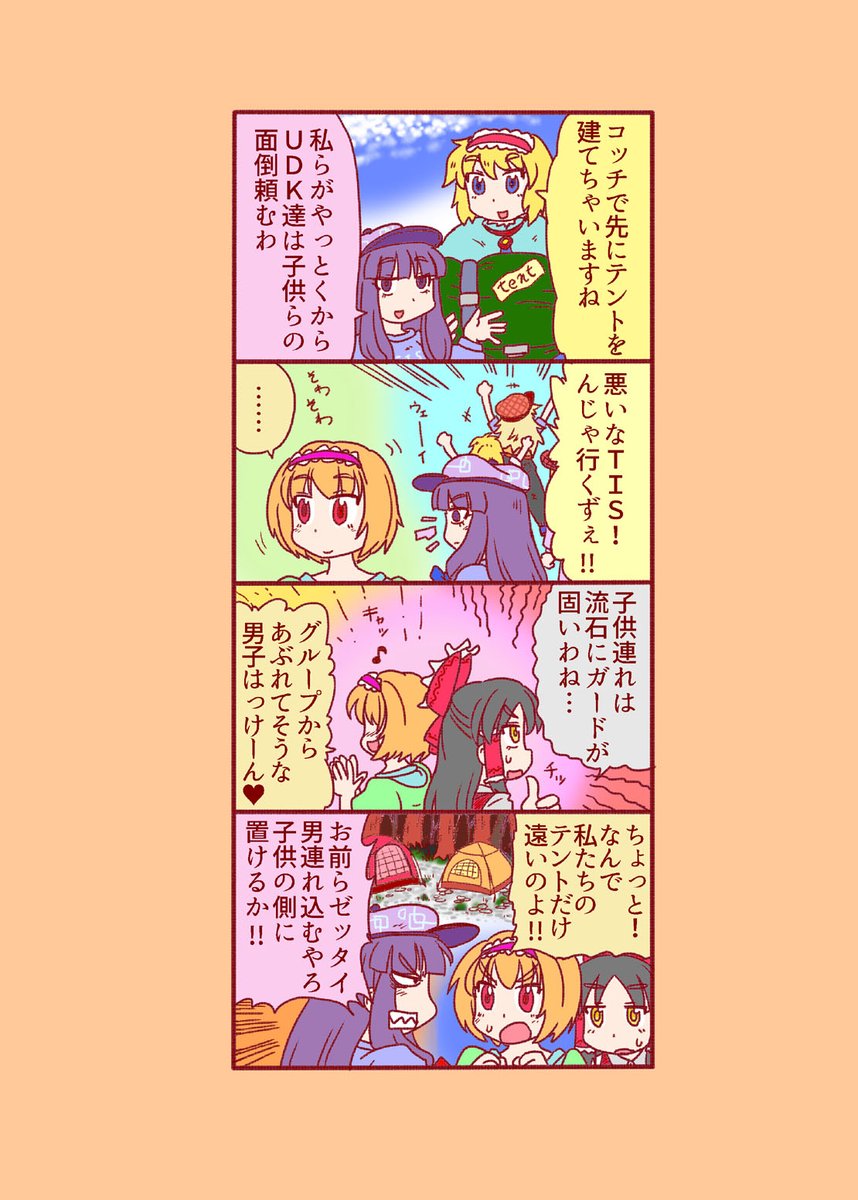 コッチで先にテントを
建てちゃいますね
tent
私らがやっとくから
UDK達は子供らの
面倒頼むわ
悪いなTIS!
んじゃ行くずぇ!!
ウェーイ
そわ
そわ
……
子供連れは
流石にガードが
固いわね…
チッ
キャッ
♪
グループから
あぶれてそうな
男子はっけーん♥
ちょっと!
なんで
私たちの
テントだけ
遠いのよ!!
お前らゼッタイ
男連れ込むやろ
子供の側に
置けるか!!